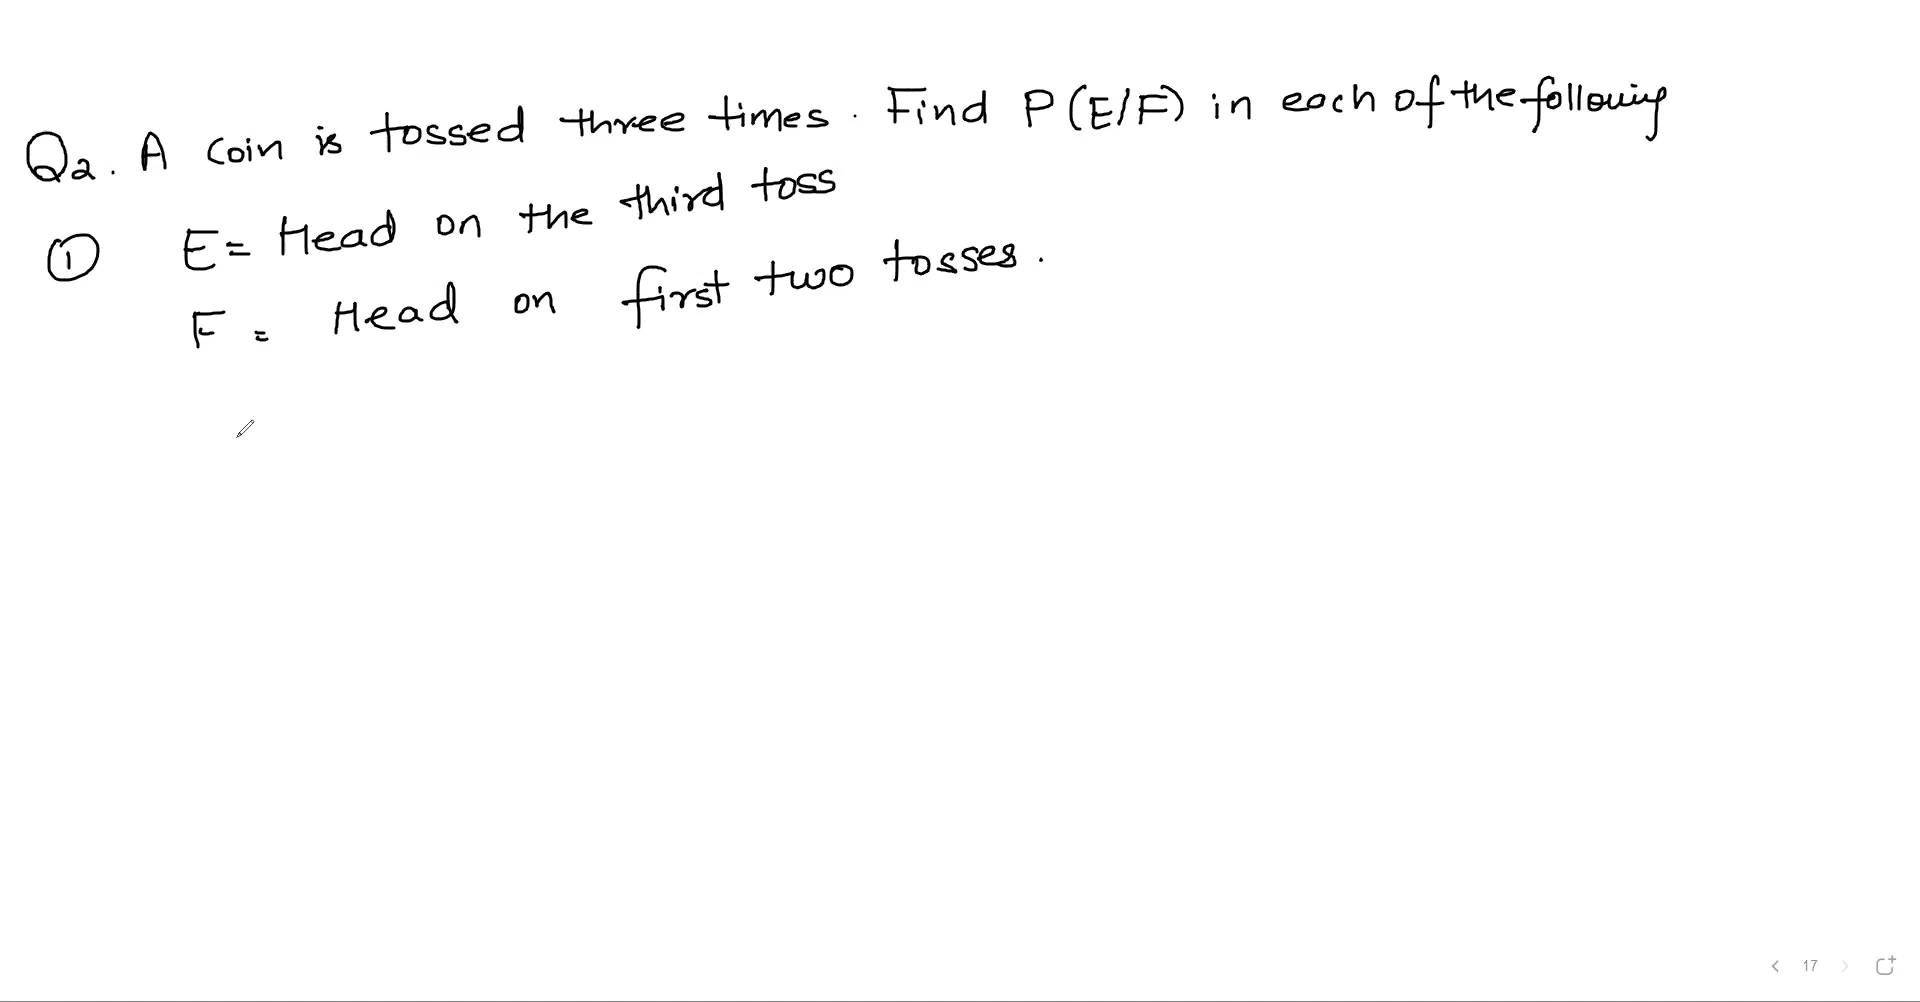 Q2. A coin is tossed three times. Find P(E/F) in each of the following
① E= Head on the third toss
F = Head on first two tosses.
17